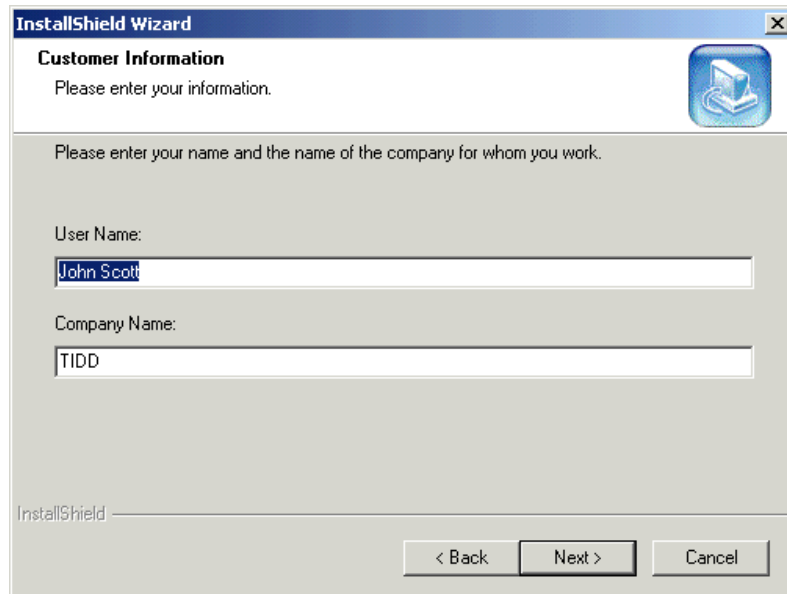 InstallShield Wizard
Customer Information
Please enter your information.
Please enter your name and the name of the company for whom you work.
User Name:
John Scott
Company Name:
TIDD
InstallShield
< Back Next > Cancel